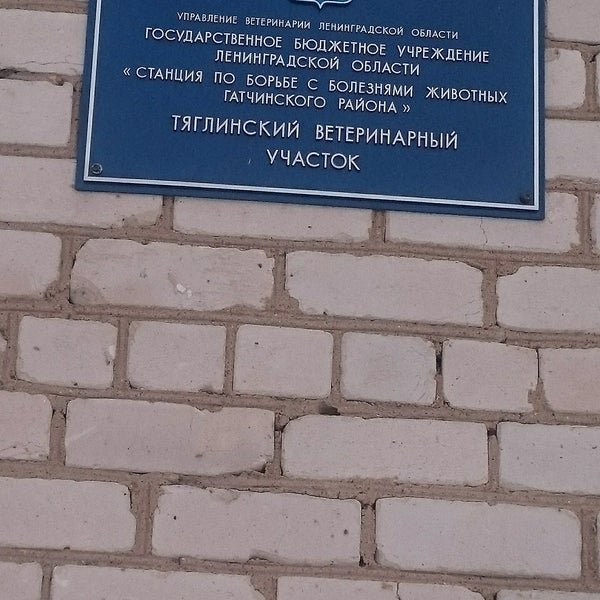 УПРАВЛЕНИЕ ВЕТЕРИНАРИИ ЛЕНИНГРАДСКОЙ ОБЛАСТИ
ГОСУДАРСТВЕННОЕ БЮДЖЕТНОЕ УЧРЕЖДЕНИЕ
ЛЕНИНГРАДСКОЙ ОБЛАСТИ
« СТАНЦИЯ ПО БОРЬБЕ С БОЛЕЗНЯМИ ЖИВОТНЫХ
ГАТЧИНСКОГО РАЙОНА »
ТЯГЛИНСКИЙ ВЕТЕРИНАРНЫЙ
УЧАСТОК